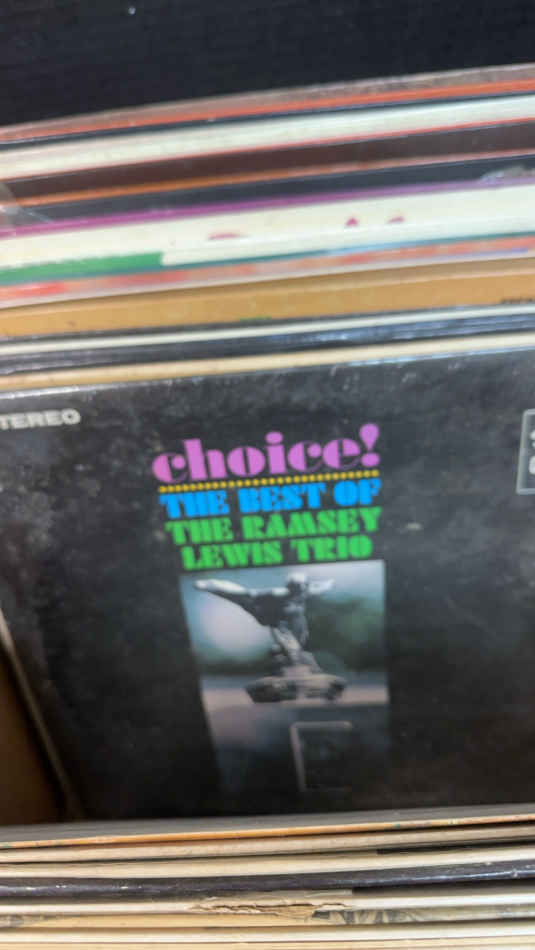 TEREO
choice!
THE BEST OF
THE RAMSEY
LEWIS TRIO